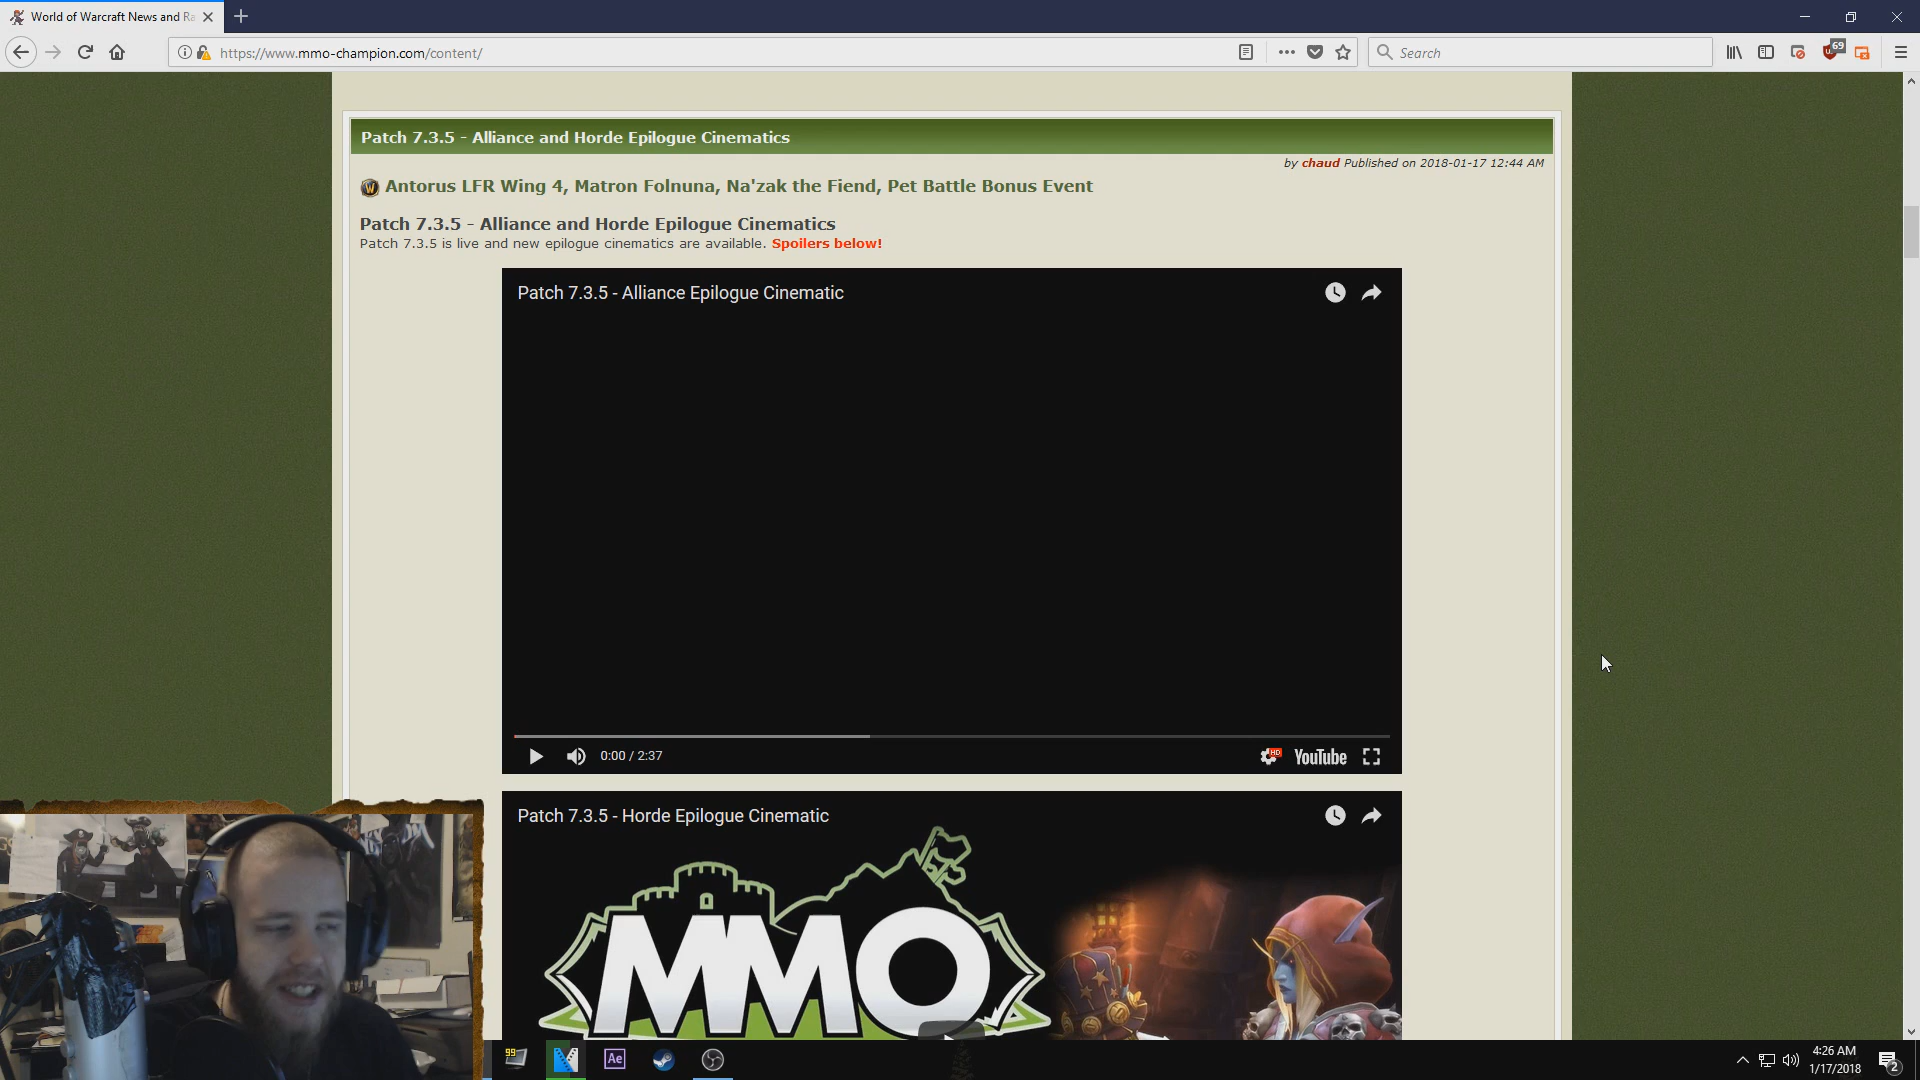 World of Warcraft News and Ra
https://www.mmo-champion.com/content/
Search
69
Patch 7.3.5 - Alliance and Horde Epilogue Cinematics
by chaud Published on 2018-01-17 12:44 AM
Antorus LFR Wing 4, Matron Folnuna, Na'zak the Fiend, Pet Battle Bonus Event
Patch 7.3.5 - Alliance and Horde Epilogue Cinematics
Patch 7.3.5 is live and new epilogue cinematics are available. Spoilers below!
Patch 7.3.5 - Alliance Epilogue Cinematic
0:00 / 2:37
HD
YouTube
Patch 7.3.5 - Horde Epilogue Cinematic
MMO
99
Ae
4:26 AM
1/17/2018
2